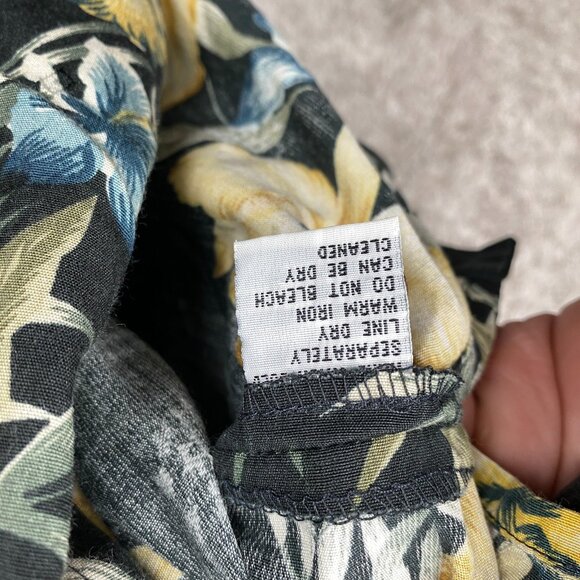 SEPARATELY
LINE DRY
WARM IRON
DO NOT BLEACH
CAN BE DRY
CLEANED